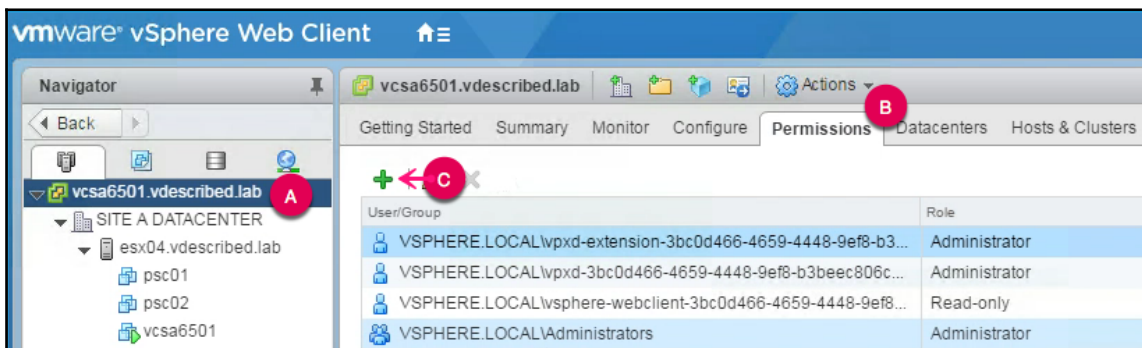 vmware® vSphere Web Client
Navigator
Back
vcsa6501.vdescribed.lab
A
SITE A DATACENTER
esx04.vdescribed.lab
psc01
psc02
vcsa6501
vcsa6501.vdescribed.lab Actions
B
Getting Started Summary Monitor Configure Permissions Datacenters Hosts & Clusters
C
User/Group Role
VSPHERE.LOCAL\vpxd-extension-3bc0d466-4659-4448-9ef8-b3... Administrator
VSPHERE.LOCAL\vpxd-3bc0d466-4659-4448-9ef8-b3beec806c... Administrator
VSPHERE.LOCAL\vsphere-webclient-3bc0d466-4659-4448-9ef8... Read-only
VSPHERE.LOCAL\Administrators Administrator